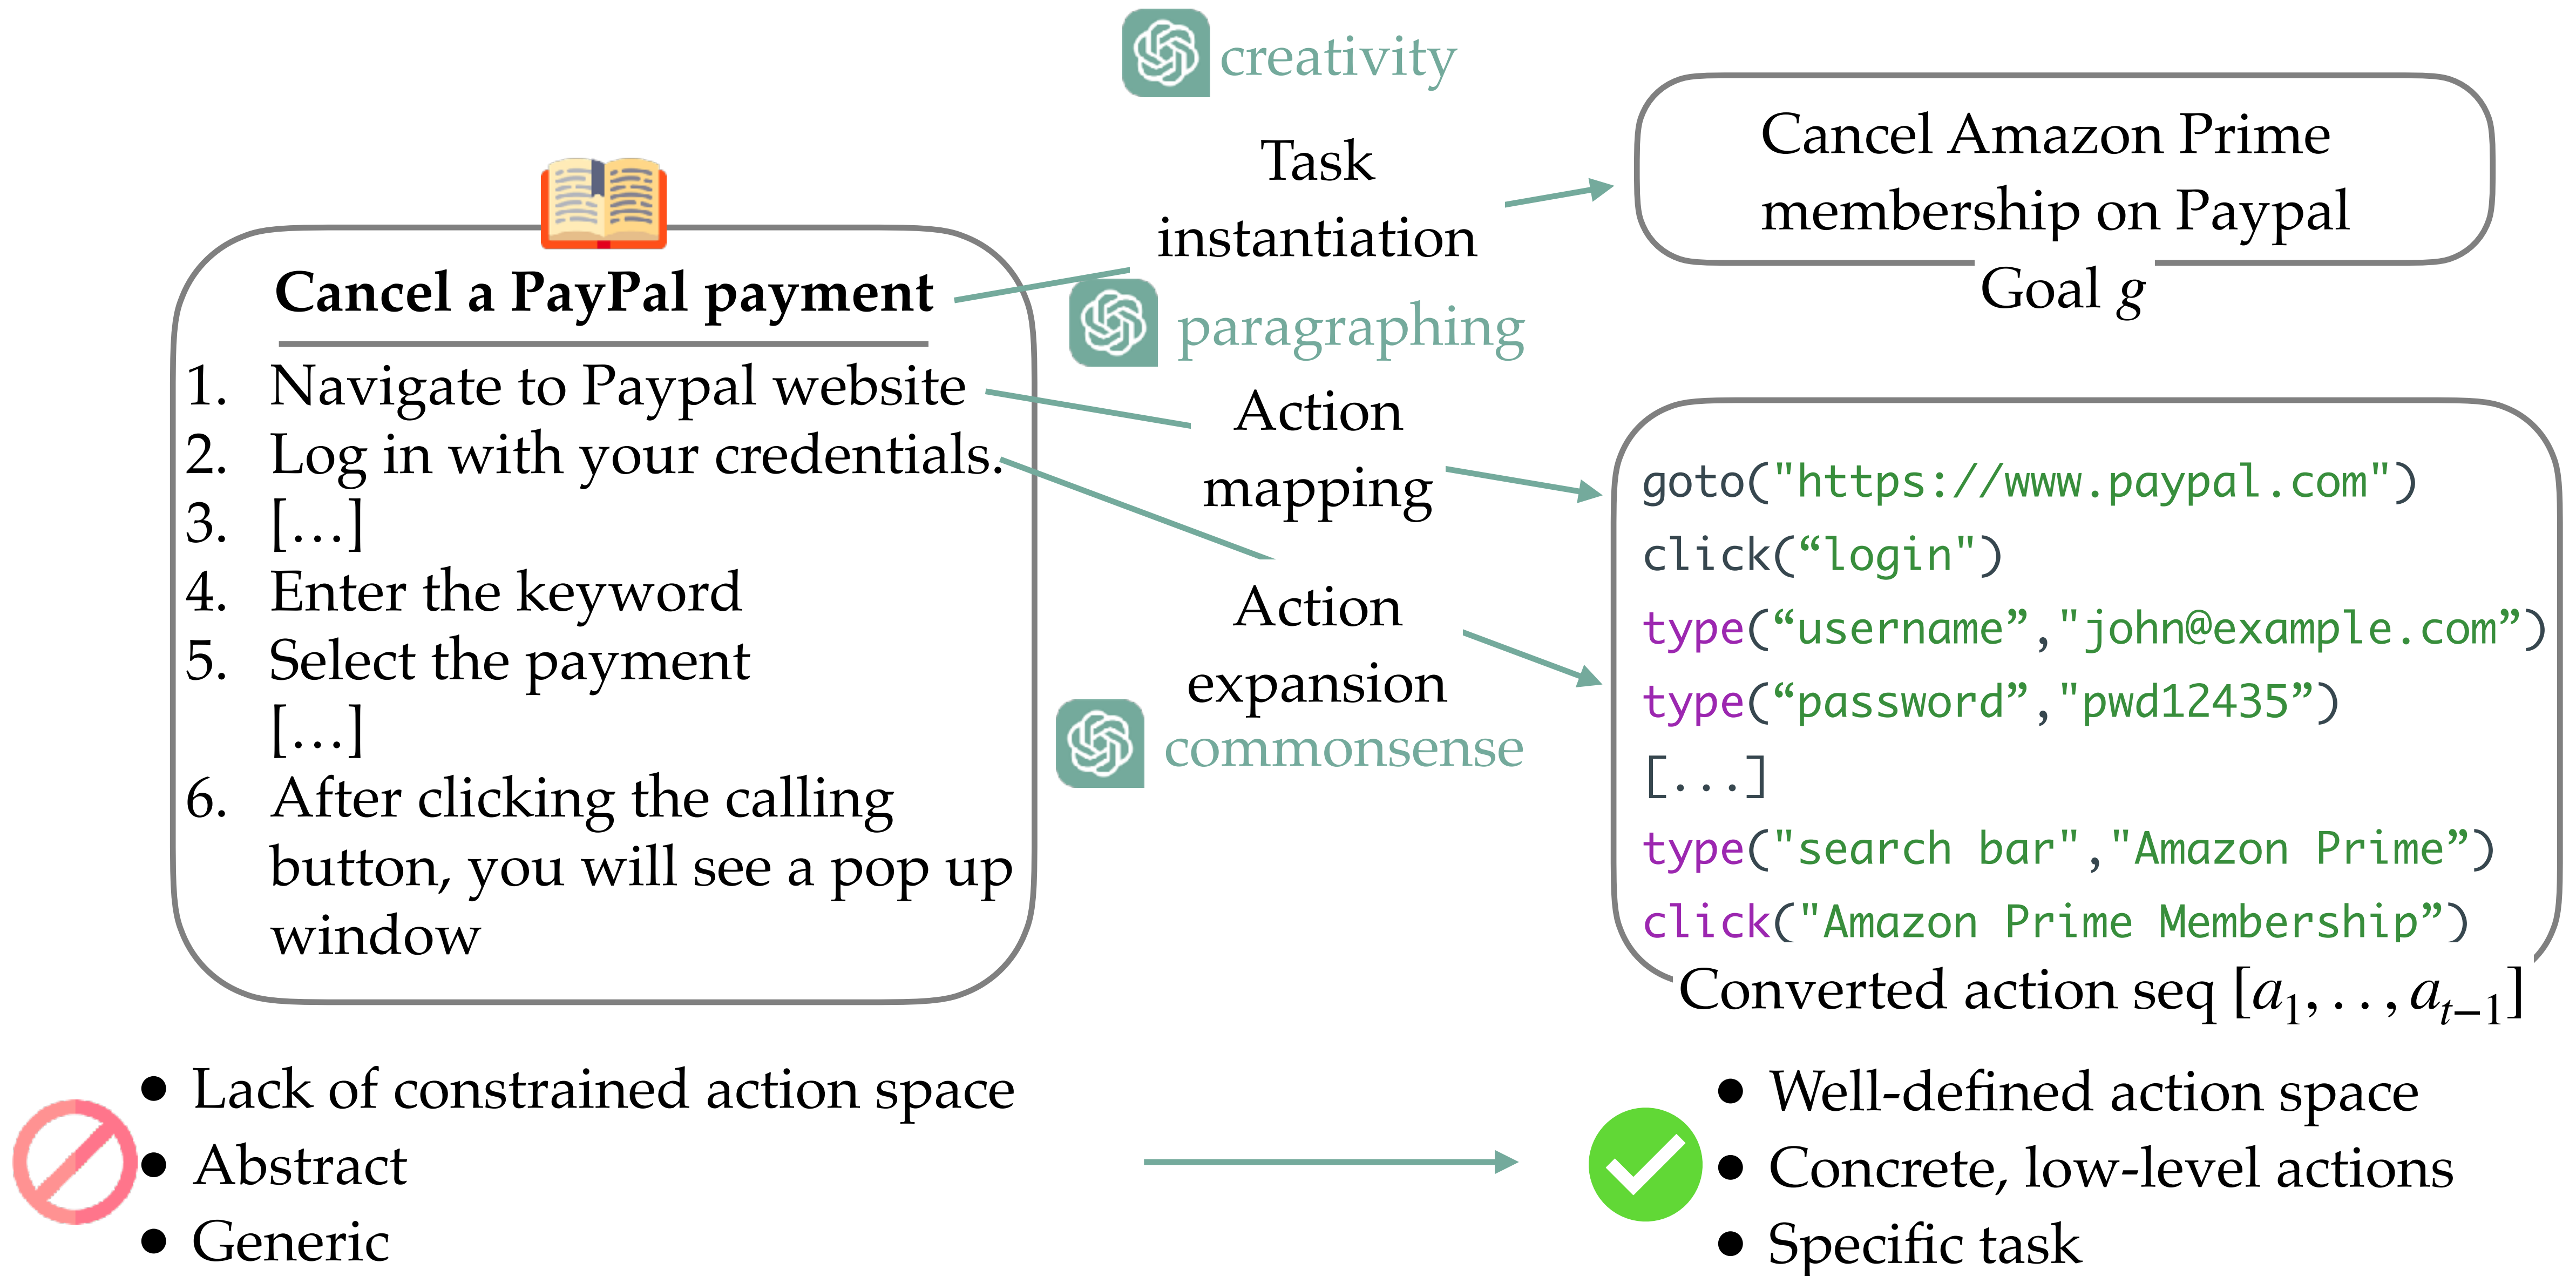 Cancel a PayPal payment
1. Navigate to Paypal website
2. Log in with your credentials.
3. […]
4. Enter the keyword
5. Select the payment
[…]
6. After clicking the calling
button, you will see a pop up
window
creativity
Task
instantiation
paragraphing
Action
mapping
Action
expansion
commonsense
Cancel Amazon Prime
membership on Paypal
Goal g
goto("https://www.paypal.com")
click(“login")
type(“username”,"john@example.com”)
type(“password”,"pwd12435”)
[...]
type("search bar","Amazon Prime”)
click("Amazon Prime Membership”)
Converted action seq [a₁, . . , aₜ₋₁]
• Lack of constrained action space
• Abstract
• Generic
• Well-defined action space
• Concrete, low-level actions
• Specific task